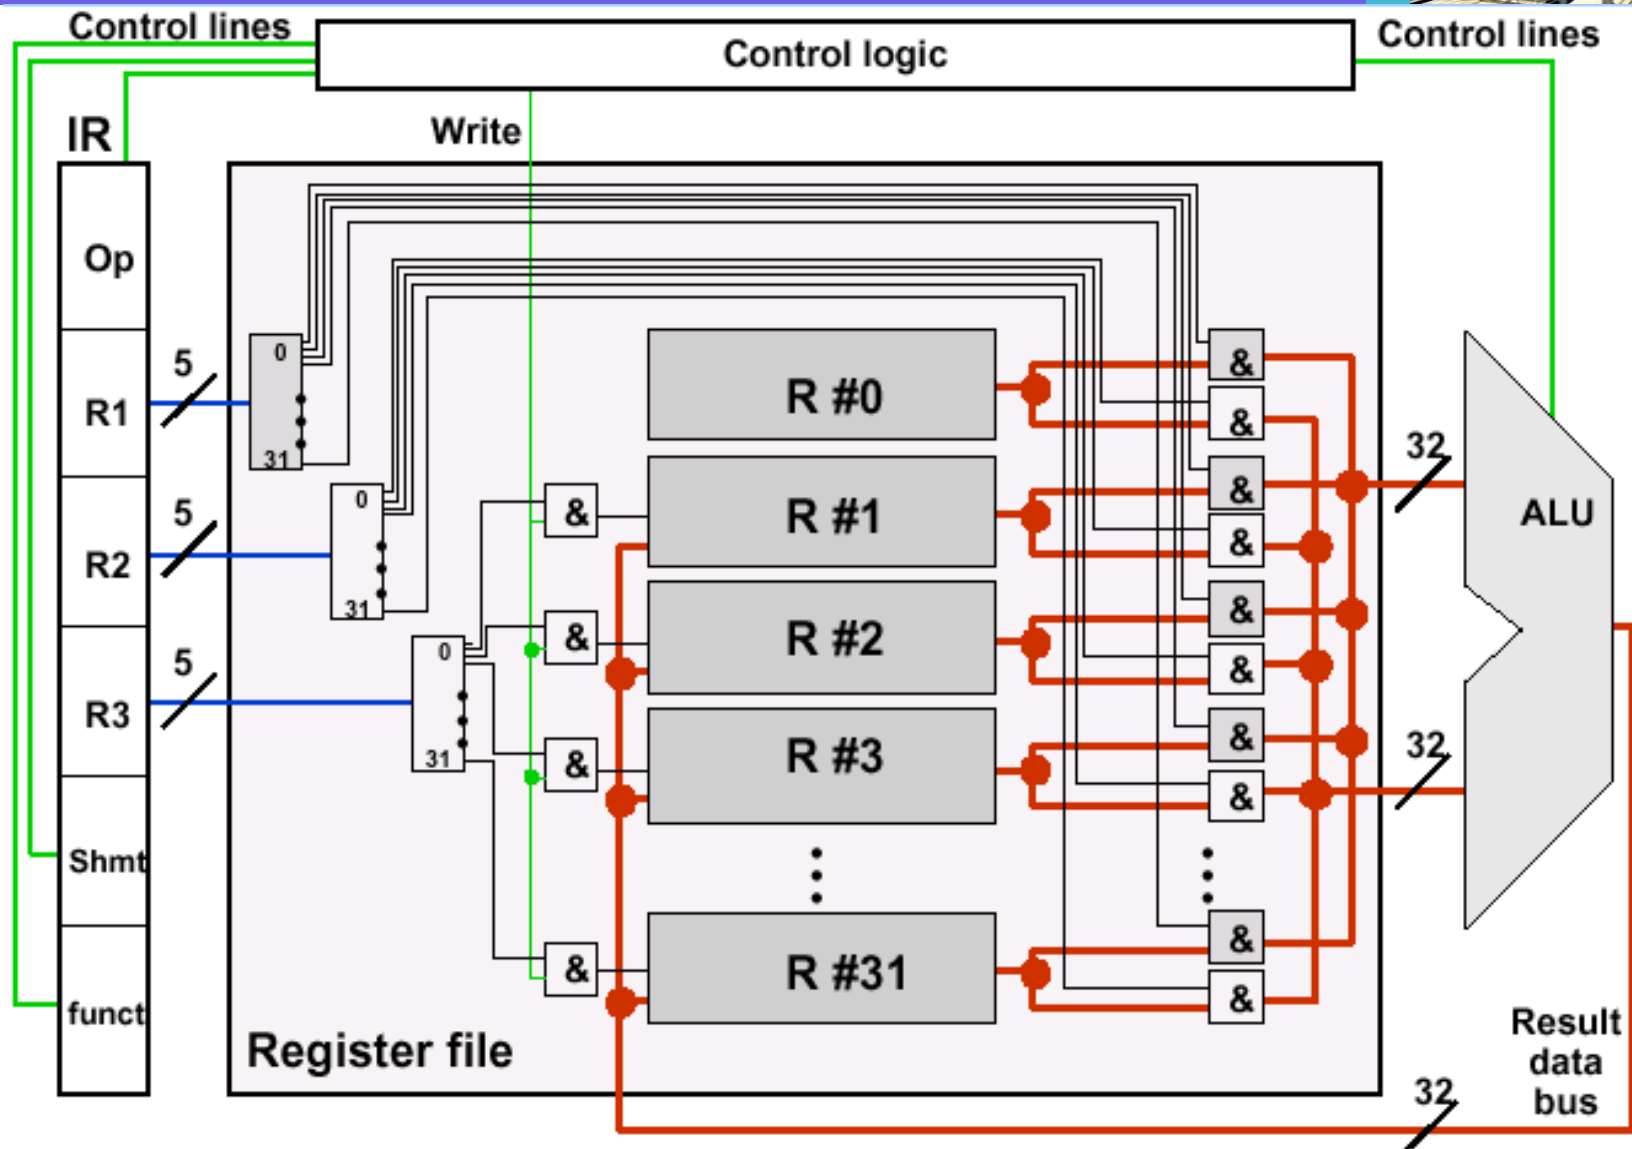 Control lines
Control logic
Control lines
IR
Write
Op
R1
R2
R3
Shmt
funct
5
5
5
0
31
0
31
0
31
&
&
&
&
R #0
R #1
R #2
R #3
R #31
&
&
&
&
&
&
&
&
&
&
32
32
ALU
Register file
Result
data
bus
32